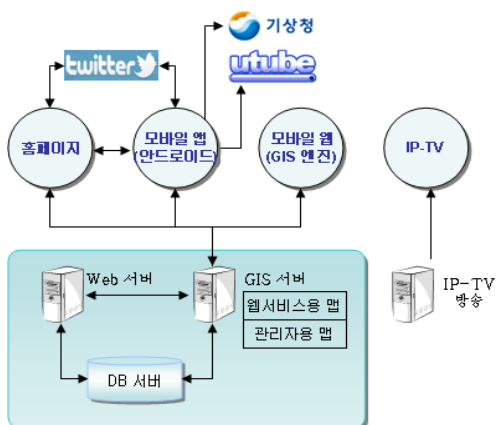 기상청
twitter
utube
홈페이지
모바일 앱
(안드로이드)
모바일 웹
(GIS 엔진)
IP-TV
Web 서버
GIS 서버
웹서비스용 맵
관리자용 맵
IP-TV
방송
DB 서버